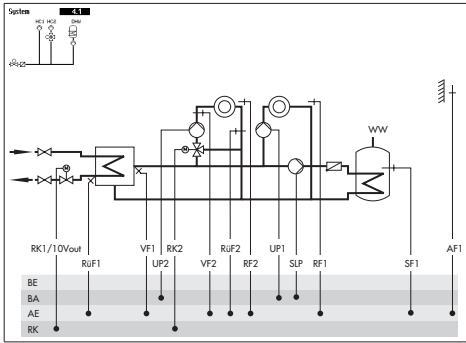 System 4.1
HC1 HC2 DHW
WW
RK1/10Vout VF1 RK2 RüF2 UP1 RF1 AF1
RüF1 UP2 VF2 RF2 SLP SF1
BE
BA
AE
RK